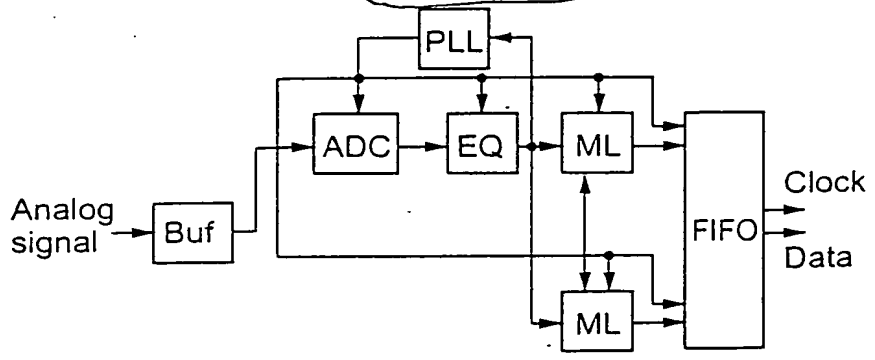 PLL
ADC
EQ
ML
Analog
signal
Buf
FIFO
Clock
Data
ML